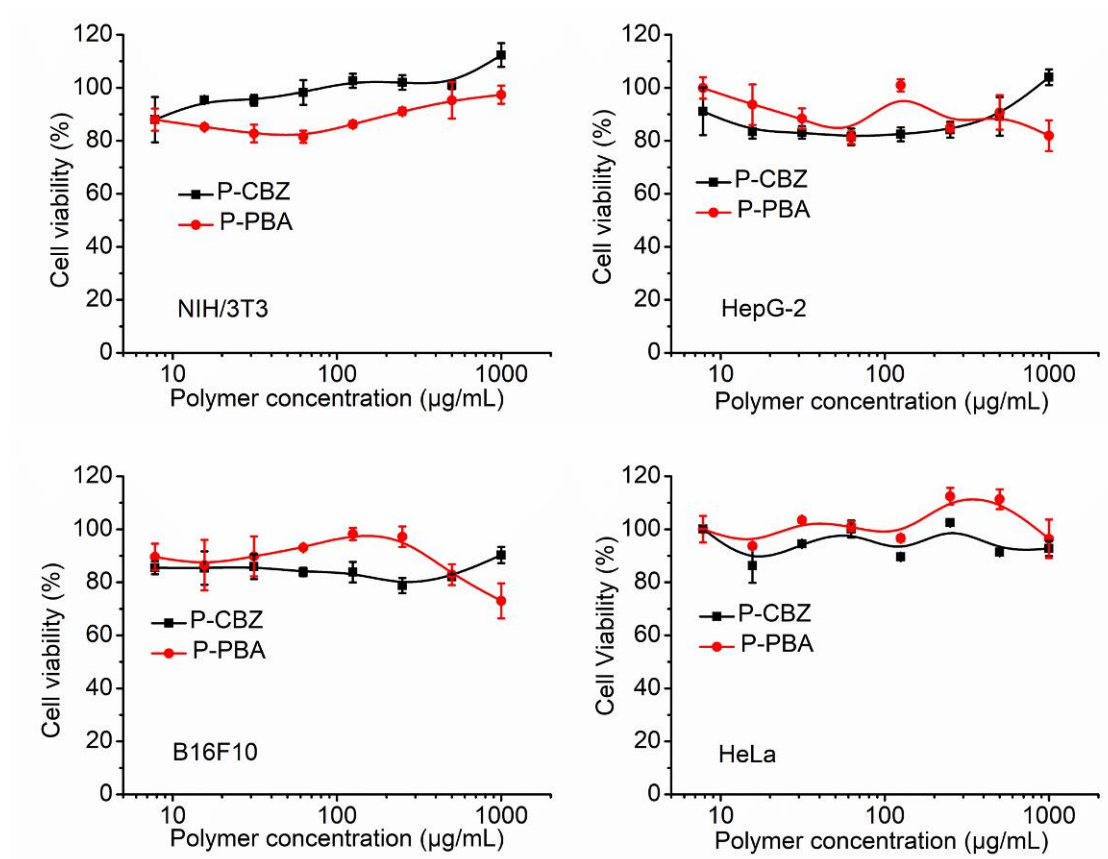 120
100
80
60
40
20
0
Cell viability (%)
P-CBZ
P-PBA
NIH/3T3
10 100 1000
Polymer concentration (µg/mL)
120
100
80
60
40
20
0
Cell viability (%)
P-CBZ
P-PBA
HepG-2
10 100 1000
Polymer concentration (µg/mL)
120
100
80
60
40
20
0
Cell viability (%)
P-CBZ
P-PBA
B16F10
10 100 1000
Polymer concentration (µg/mL)
120
100
80
60
40
20
0
Cell Viability (%)
P-CBZ
P-PBA
HeLa
10 100 1000
Polymer concentration (µg/mL)